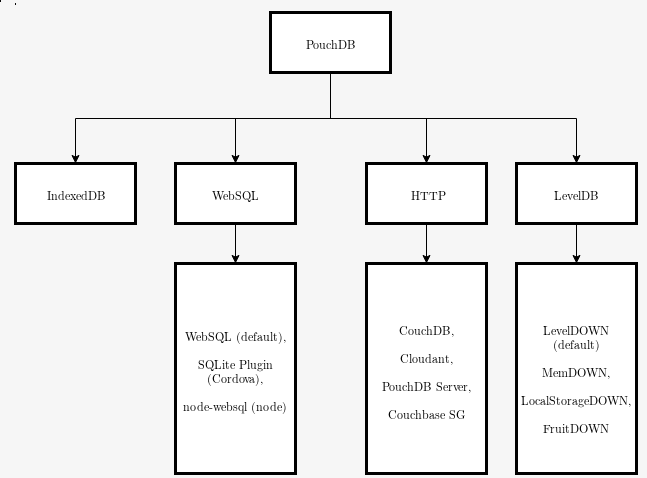 PouchDB
IndexedDB
WebSQL
HTTP
LevelDB
WebSQL (default),
SQLite Plugin
(Cordova),
node-websql (node)
CouchDB,
Cloudant,
PouchDB Server,
Couchbase SG
LevelDOWN
(default)
MemDOWN,
LocalStorageDOWN,
FruitDOWN